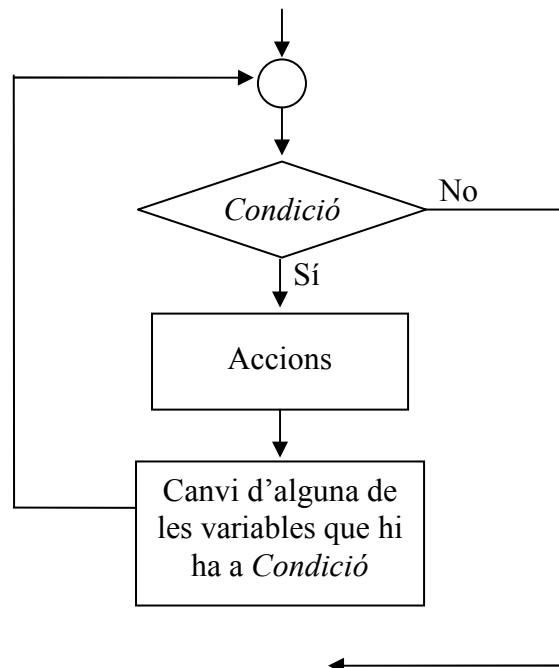 Condició
No
Sí
Accions
Canvi d’alguna de
les variables que hi
ha a Condició